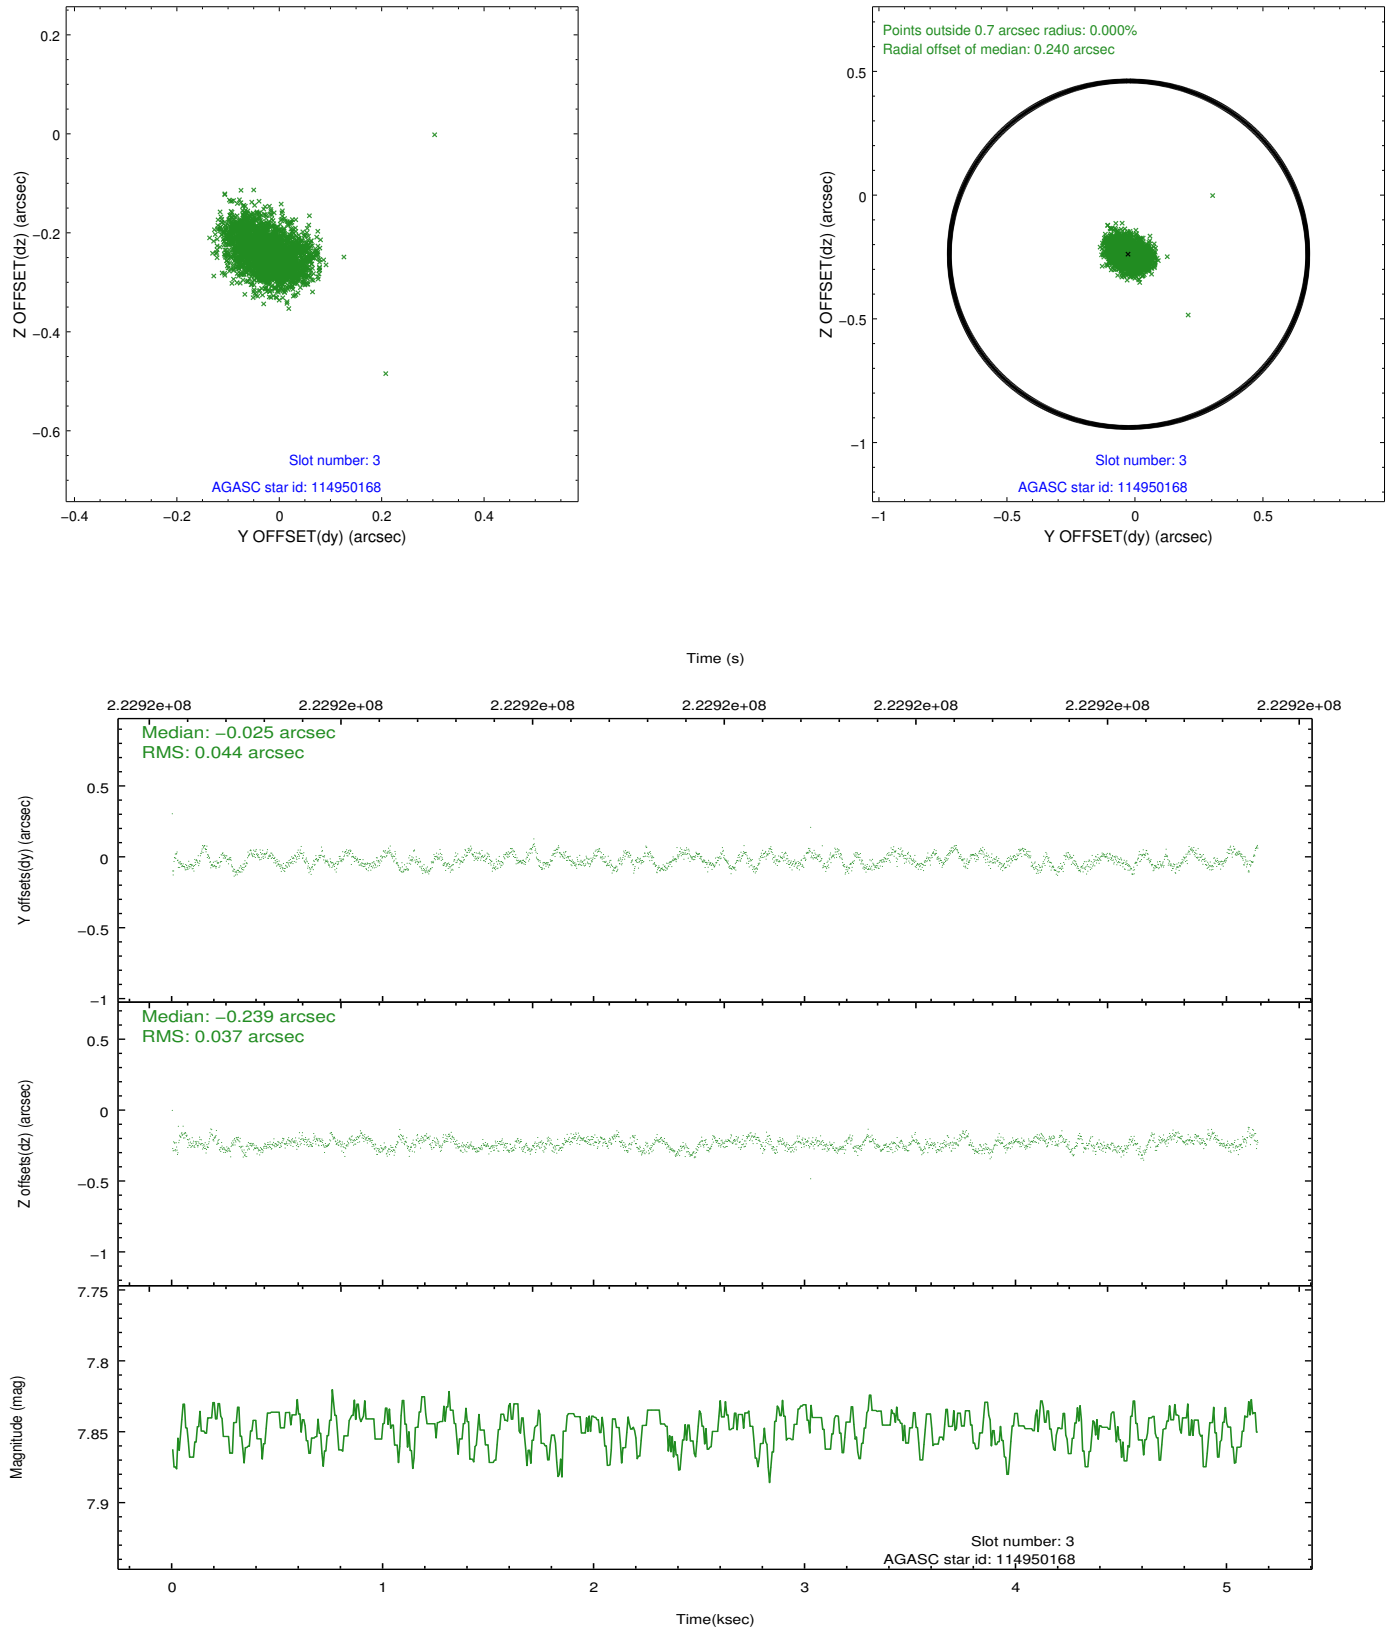 0.2
0
−0.2
−0.4
−0.6
Z OFFSET(dz) (arcsec)
Slot number: 3
AGASC star id: 114950168
−0.4
−0.2
0
0.2
0.4
Y OFFSET(dy) (arcsec)
Points outside 0.7 arcsec radius: 0.000%
Radial offset of median: 0.240 arcsec
0.5
0
−0.5
−1
Z OFFSET(dz) (arcsec)
Slot number: 3
AGASC star id: 114950168
−1
−0.5
0
0.5
Y OFFSET(dy) (arcsec)
Time (s)
2.2292e+08
2.2292e+08
2.2292e+08
2.2292e+08
2.2292e+08
2.2292e+08
2.2292e+08
Median: −0.025 arcsec
RMS: 0.044 arcsec
0.5
0
−0.5
−1
Y offsets(dy) (arcsec)
Median: −0.239 arcsec
RMS: 0.037 arcsec
0.5
0
−0.5
−1
Z offsets(dz) (arcsec)
7.75
7.8
7.85
7.9
Magnitude (mag)
Slot number: 3
AGASC star id: 114950168
0
1
2
3
4
5
Time(ksec)